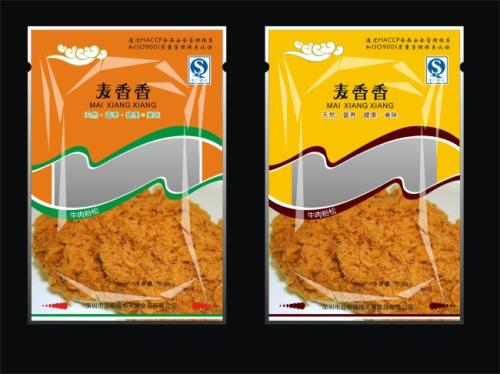 通过HACCP食品安全管理体系
和ISO9001质量管理体系认证
QS
麦香香
MAI XIANG XIANG
天然·营养·健康·美味
牛肉粉松
通过HACCP食品安全管理体系
和ISO9001质量管理体系认证
QS
麦香香
MAI XIANG XIANG
天然 营养 健康 美味
牛肉粉松